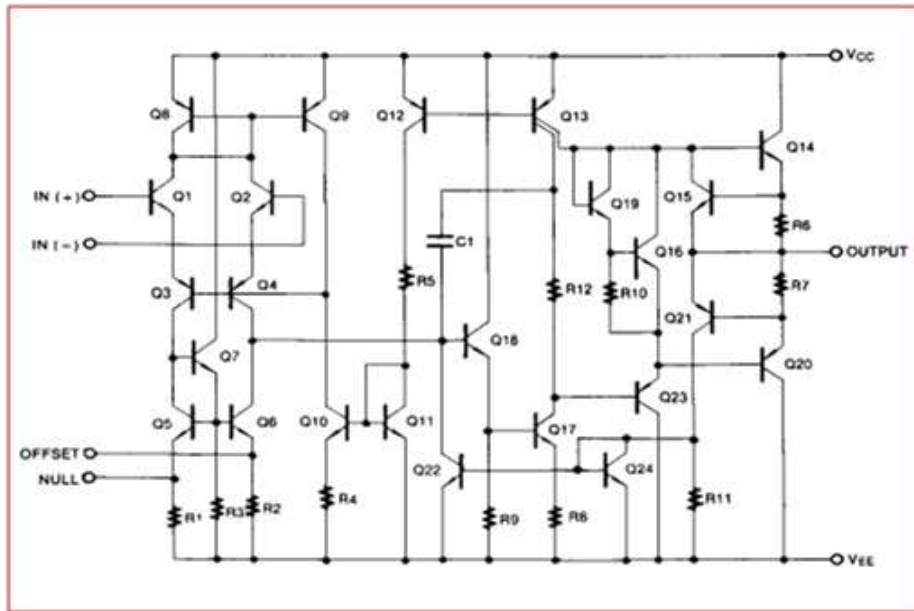 VCC
Q8
Q9
Q12
Q13
Q14
IN (+)
Q1
Q2
Q19
Q15
R6
IN (-)
C1
Q16
OUTPUT
Q3
Q4
R5
R12
R10
R7
Q21
Q7
Q18
Q20
Q5
Q6
Q10
Q11
Q17
Q23
OFFSET
Q22
Q24
NULL
R1
R3
R2
R4
R9
R8
R11
VEE